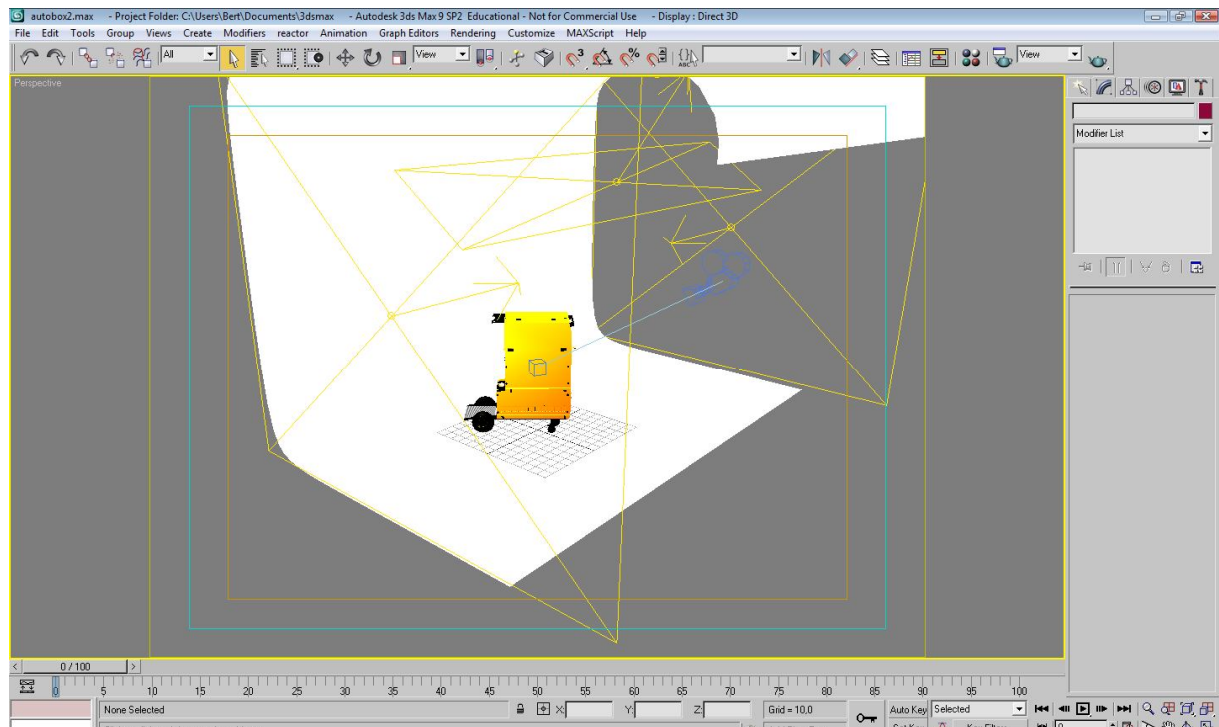 autobox2.max - Project Folder: C:\Users\Bert\Documents\3dsmax - Autodesk 3ds Max 9 SP2 Educational - Not for Commercial Use - Display : Direct 3D
File Edit Tools Group Views Create Modifiers reactor Animation Graph Editors Rendering Customize MAXScript Help
All View 3 % ABC View
Perspective
Modifier List
0 / 100
0 5 10 15 20 25 30 35 40 45 50 55 60 65 70 75 80 85 90 95 100
None Selected X: Y: Z: Grid = 10,0 Auto Key Selected